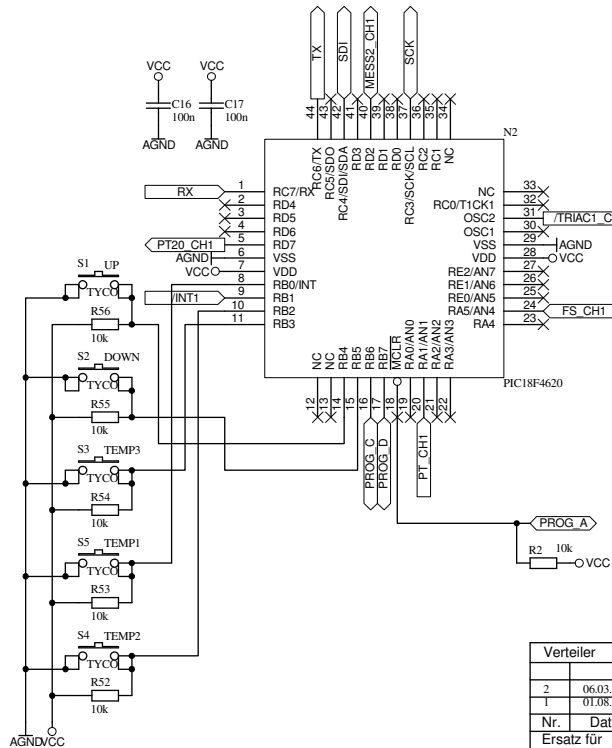 TX
SDI
MESS2_CH1
SCK
VCC
VCC
C16
100n
C17
100n
AGND
AGND
44
43
42
41
40
39
38
37
36
35
34
N2
RC6/TX
RC5/SDO
RC4/SDI/SDA
RD3
RD2
RD1
RD0
RC3/SCK/SCL
RC2
RC1
NC
RX
1
RC7/RX
2
RD4
3
RD5
4
RD6
PT20_CH1
5
RD7
AGND
6
VSS
VCC
7
VDD
8
RB0/INT
/INT1
9
RB1
10
RB2
11
RB3
NC
33
RC0/T1CK1
32
OSC2
31
/TRIAC1_C
OSC1
30
VSS
29
AGND
VDD
28
VCC
RE2/AN7
27
RE1/AN6
26
RE0/AN5
25
RA5/AN4
24
FS_CH1
RA4
23
NC
NC
RB4
RB5
RB6
RB7
MCLR
RA0/AN0
RA1/AN1
RA2/AN2
RA3/AN3
PIC18F4620
12
13
14
15
16
17
18
19
20
21
22
PROG_C
PROG_D
PT_CH1
S1 UP
TYCO
R56
10k
S2 DOWN
TYCO
R55
10k
S3 TEMP3
TYCO
R54
10k
S5 TEMP1
TYCO
R53
10k
S4 TEMP2
TYCO
R52
10k
AGND
VCC
PROG_A
R2 10k
VCC
Verteiler
2 06.03.
1 01.08.
Nr. Dat
Ersatz für